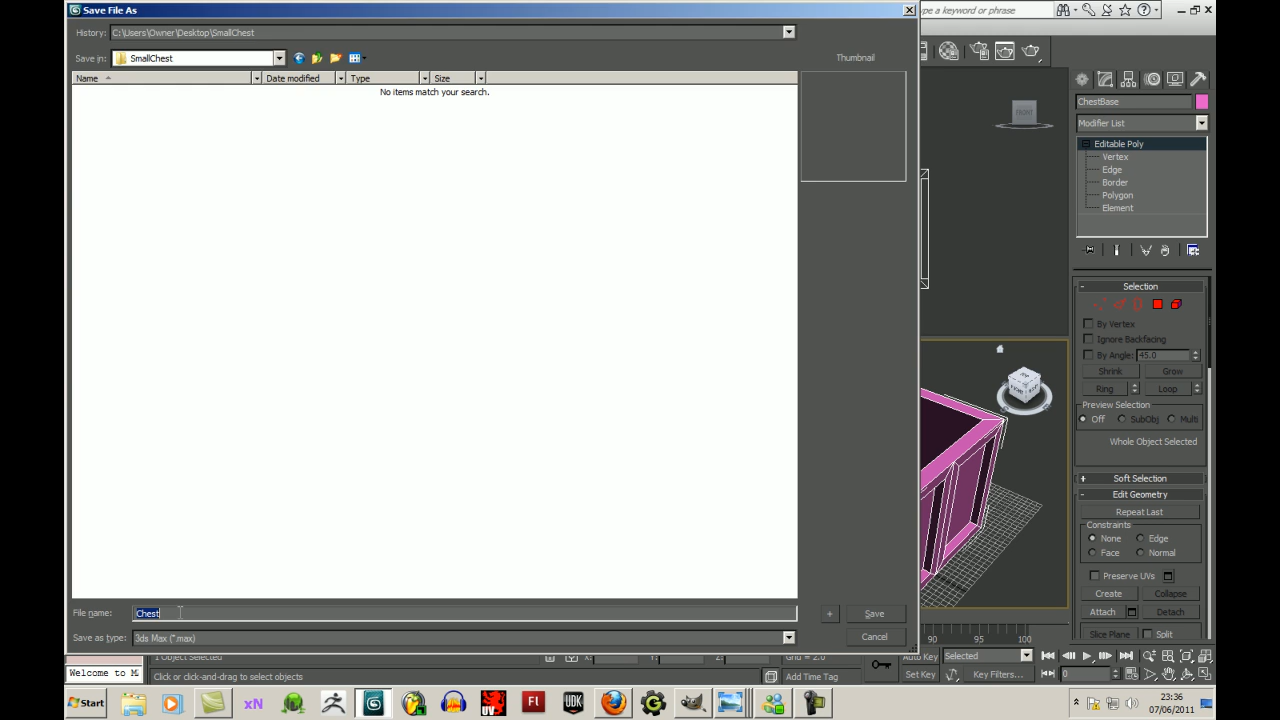 Save File As
ype a keyword or phrase
History: C:\Users\Owner\Desktop\SmallChest
Save in: SmallChest
Thumbnail
Name Date modified Type Size
No items match your search.
FRONT
ChestBase
Modifier List
Editable Poly
Vertex
Edge
Border
Polygon
Element
Selection
By Vertex
Ignore Backfacing
By Angle: 45.0
Shrink Grow
Ring Loop
Preview Selection
Off SubObj Multi
Whole Object Selected
Soft Selection
Edit Geometry
Repeat Last
Constraints
None Edge
Face Normal
Preserve UVs
Create Collapse
Attach Detach
Slice Plane Split
File name: Chest
Save
Save as type: 3ds Max (*.max)
Cancel
90 95 100
1 Object Selected
X: Y: Z: Grid = 2.0
Auto Key Selected
Welcome to M
Click or click-and-drag to select objects
Add Time Tag
Set Key Key Filters...
0
Start
xN
UV
Fl
UDK
23:36
07/06/2011